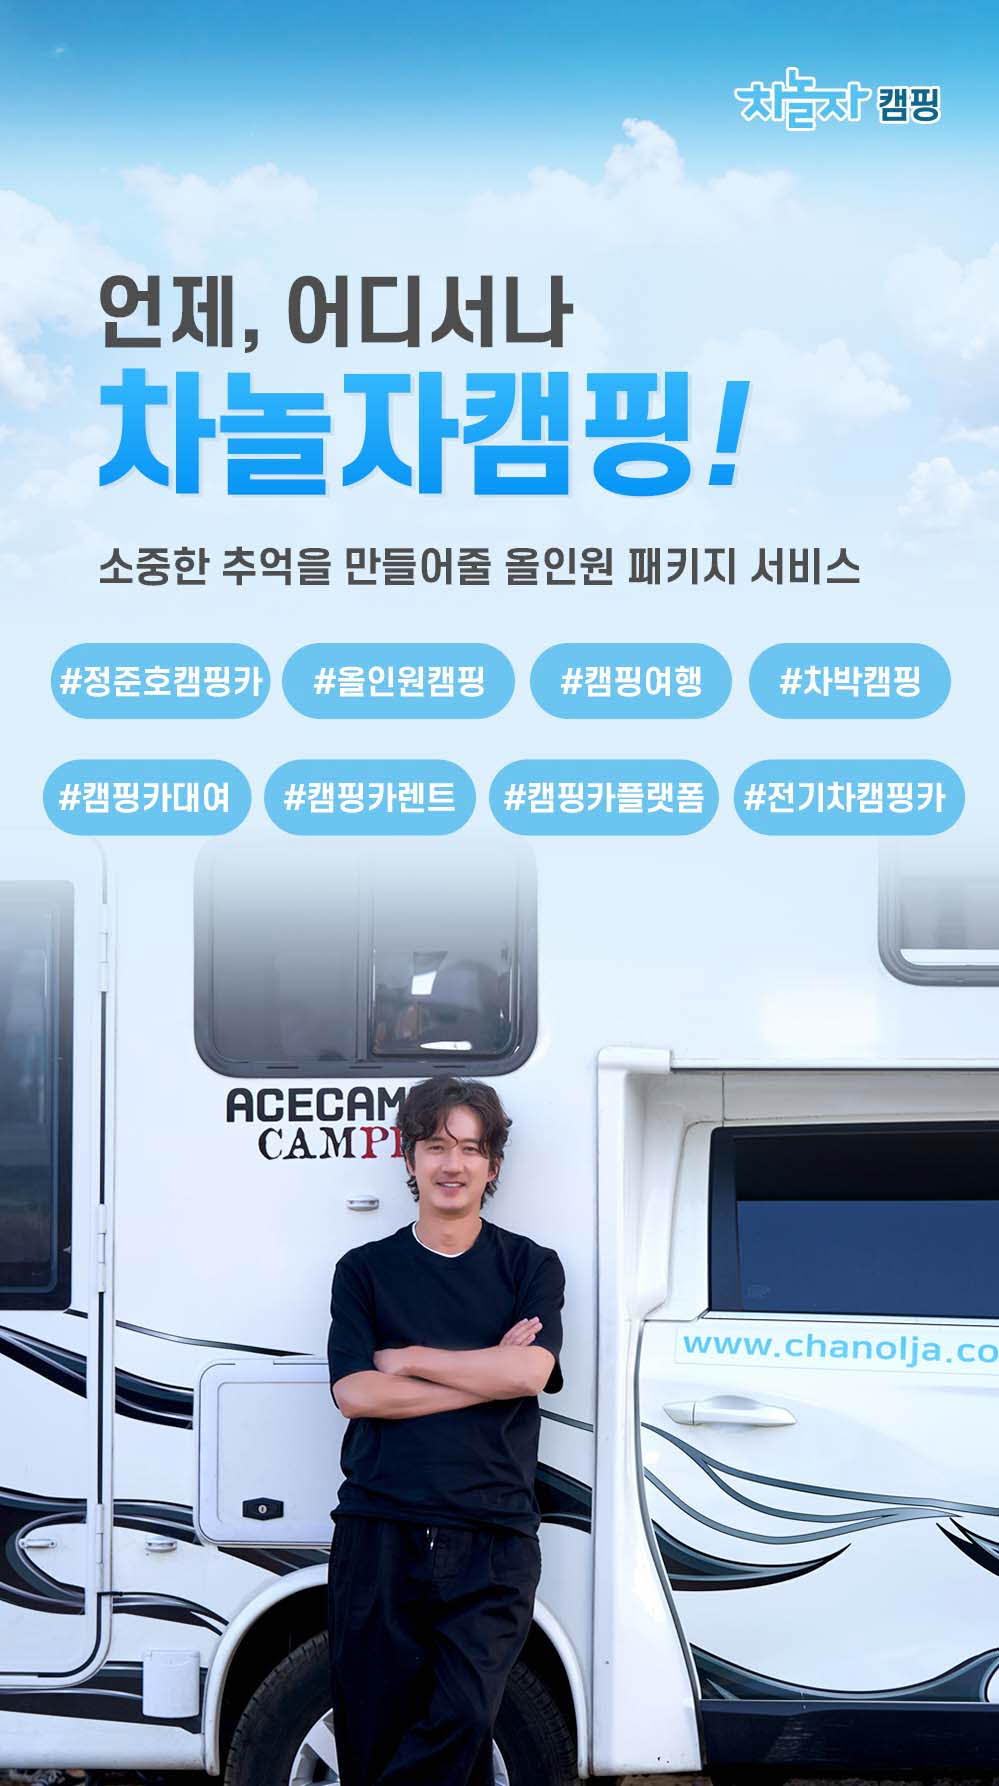 차놀자 캠핑
언제, 어디서나
차놀자캠핑!
소중한 추억을 만들어줄 올인원 패키지 서비스
#정준호캠핑카 #올인원캠핑 #캠핑여행 #차박캠핑
#캠핑카대여 #캠핑카렌트 #캠핑카플랫폼 #전기차캠핑카
ACECAM
CAMP
www.chanolja.co